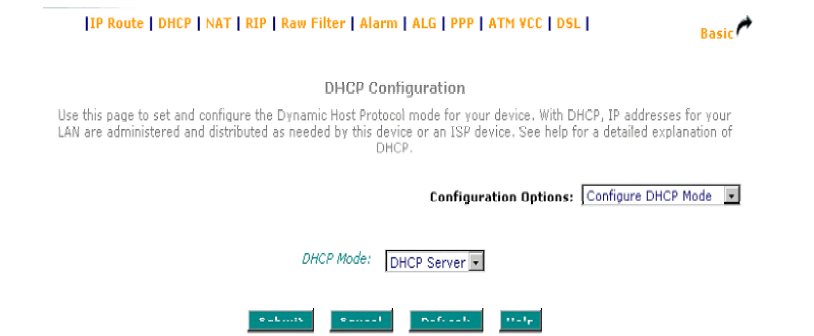 |IP Route | DHCP | NAT | RIP | Raw Filter | Alarm | ALG | PPP | ATM VCC | DSL |
Basic
DHCP Configuration
Use this page to set and configure the Dynamic Host Protocol mode for your device. With DHCP, IP addresses for your
LAN are administered and distributed as needed by this device or an ISP device. See help for a detailed explanation of
DHCP.
Configuration Options: Configure DHCP Mode
DHCP Mode: DHCP Server